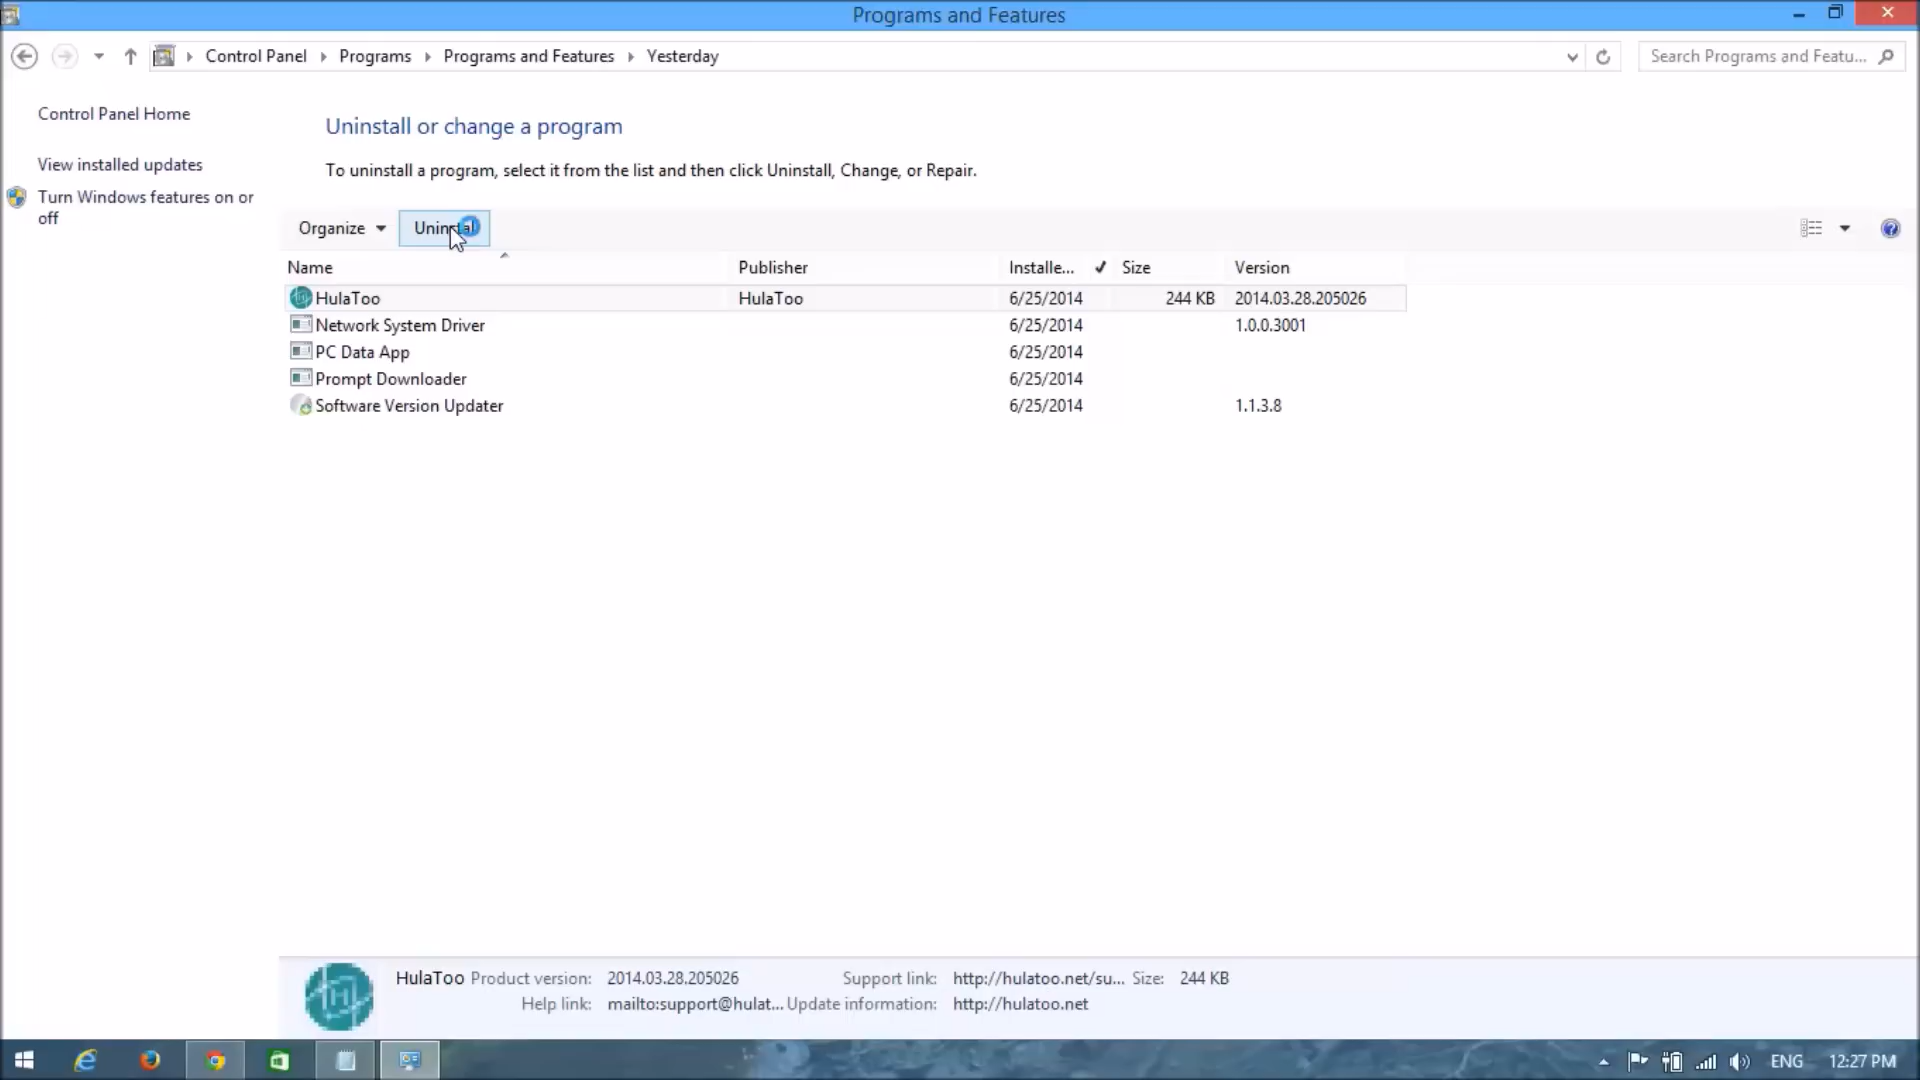 Programs and Features
Control Panel Programs Programs and Features Yesterday
Search Programs and Featu...
Control Panel Home
View installed updates
Turn Windows features on or
off
Uninstall or change a program
To uninstall a program, select it from the list and then click Uninstall, Change, or Repair.
Organize Uninstall
Name Publisher Installe... Size Version
HulaToo HulaToo 6/25/2014 244 KB 2014.03.28.205026
Network System Driver 6/25/2014 1.0.0.3001
PC Data App 6/25/2014
Prompt Downloader 6/25/2014
Software Version Updater 6/25/2014 1.1.3.8
HulaToo Product version: 2014.03.28.205026 Support link: http://hulatoo.net/su... Size: 244 KB
Help link: mailto:support@hulat... Update information: http://hulatoo.net
ENG 12:27 PM